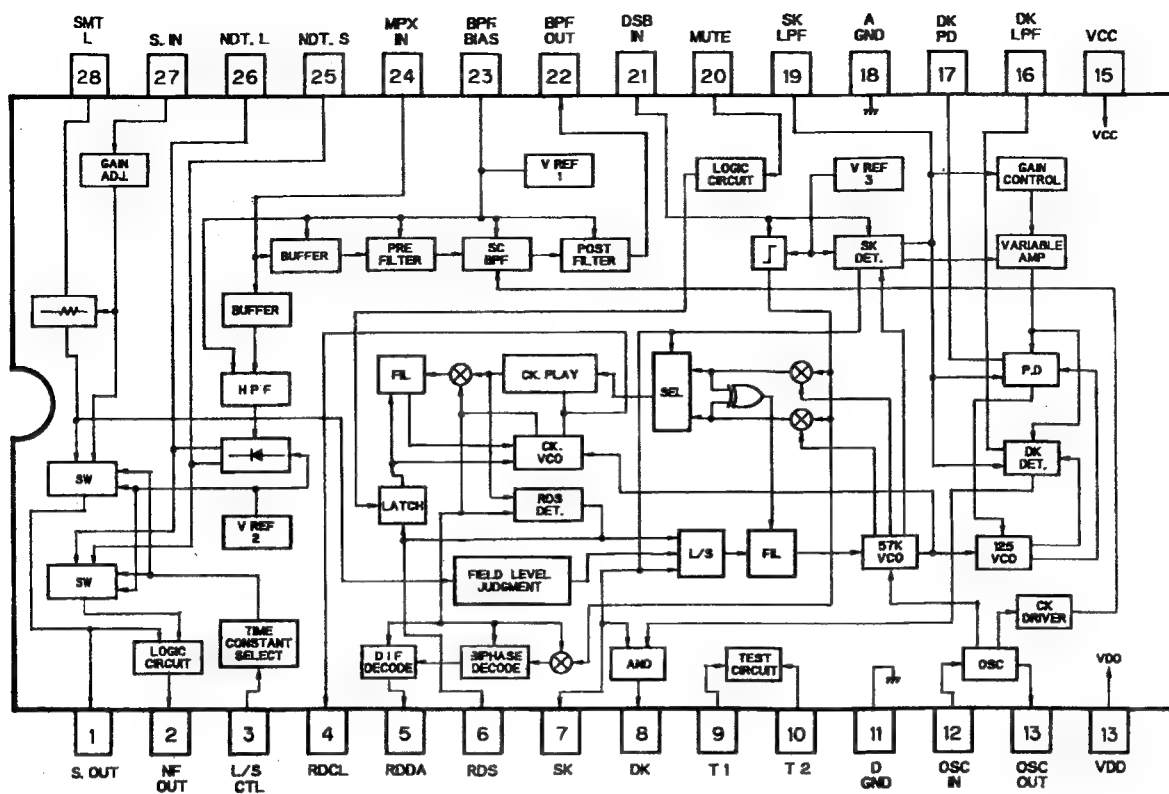 SMT L
S. IN
NDT. L
NDT. S
MPX IN
BPF BIAS
BPF OUT
DSB IN
MUTE
SK LPF
A GND
DK PD
DK LPF
VCC
28
27
26
25
24
23
22
21
20
19
18
17
16
15
VCC
GAIN ADJ.
V REF 1
LOGIC CIRCUIT
V REF 3
GAIN CONTROL
BUFFER
PRE FILTER
SC BPF
POST FILTER
SK DET.
VARIABLE AMP
BUFFER
HPF
FIL
CK. PLAY
SEL
P.D
SW
CK. VCO
DK DET.
V REF 2
LATCH
RDS DET.
SW
FIELD LEVEL JUDGMENT
L/S
FIL
57K VCO
125 VCO
LOGIC CIRCUIT
TIME CONSTANT SELECT
DIF DECODE
BIPHASE DECODE
AND
TEST CIRCUIT
OSC
CK DRIVER
VDD
1
2
3
4
5
6
7
8
9
10
11
12
13
13
S. OUT
NF OUT
L/S CTL
RDCL
RDDA
RDS
SK
DK
T 1
T 2
D GND
OSC IN
OSC OUT
VDD